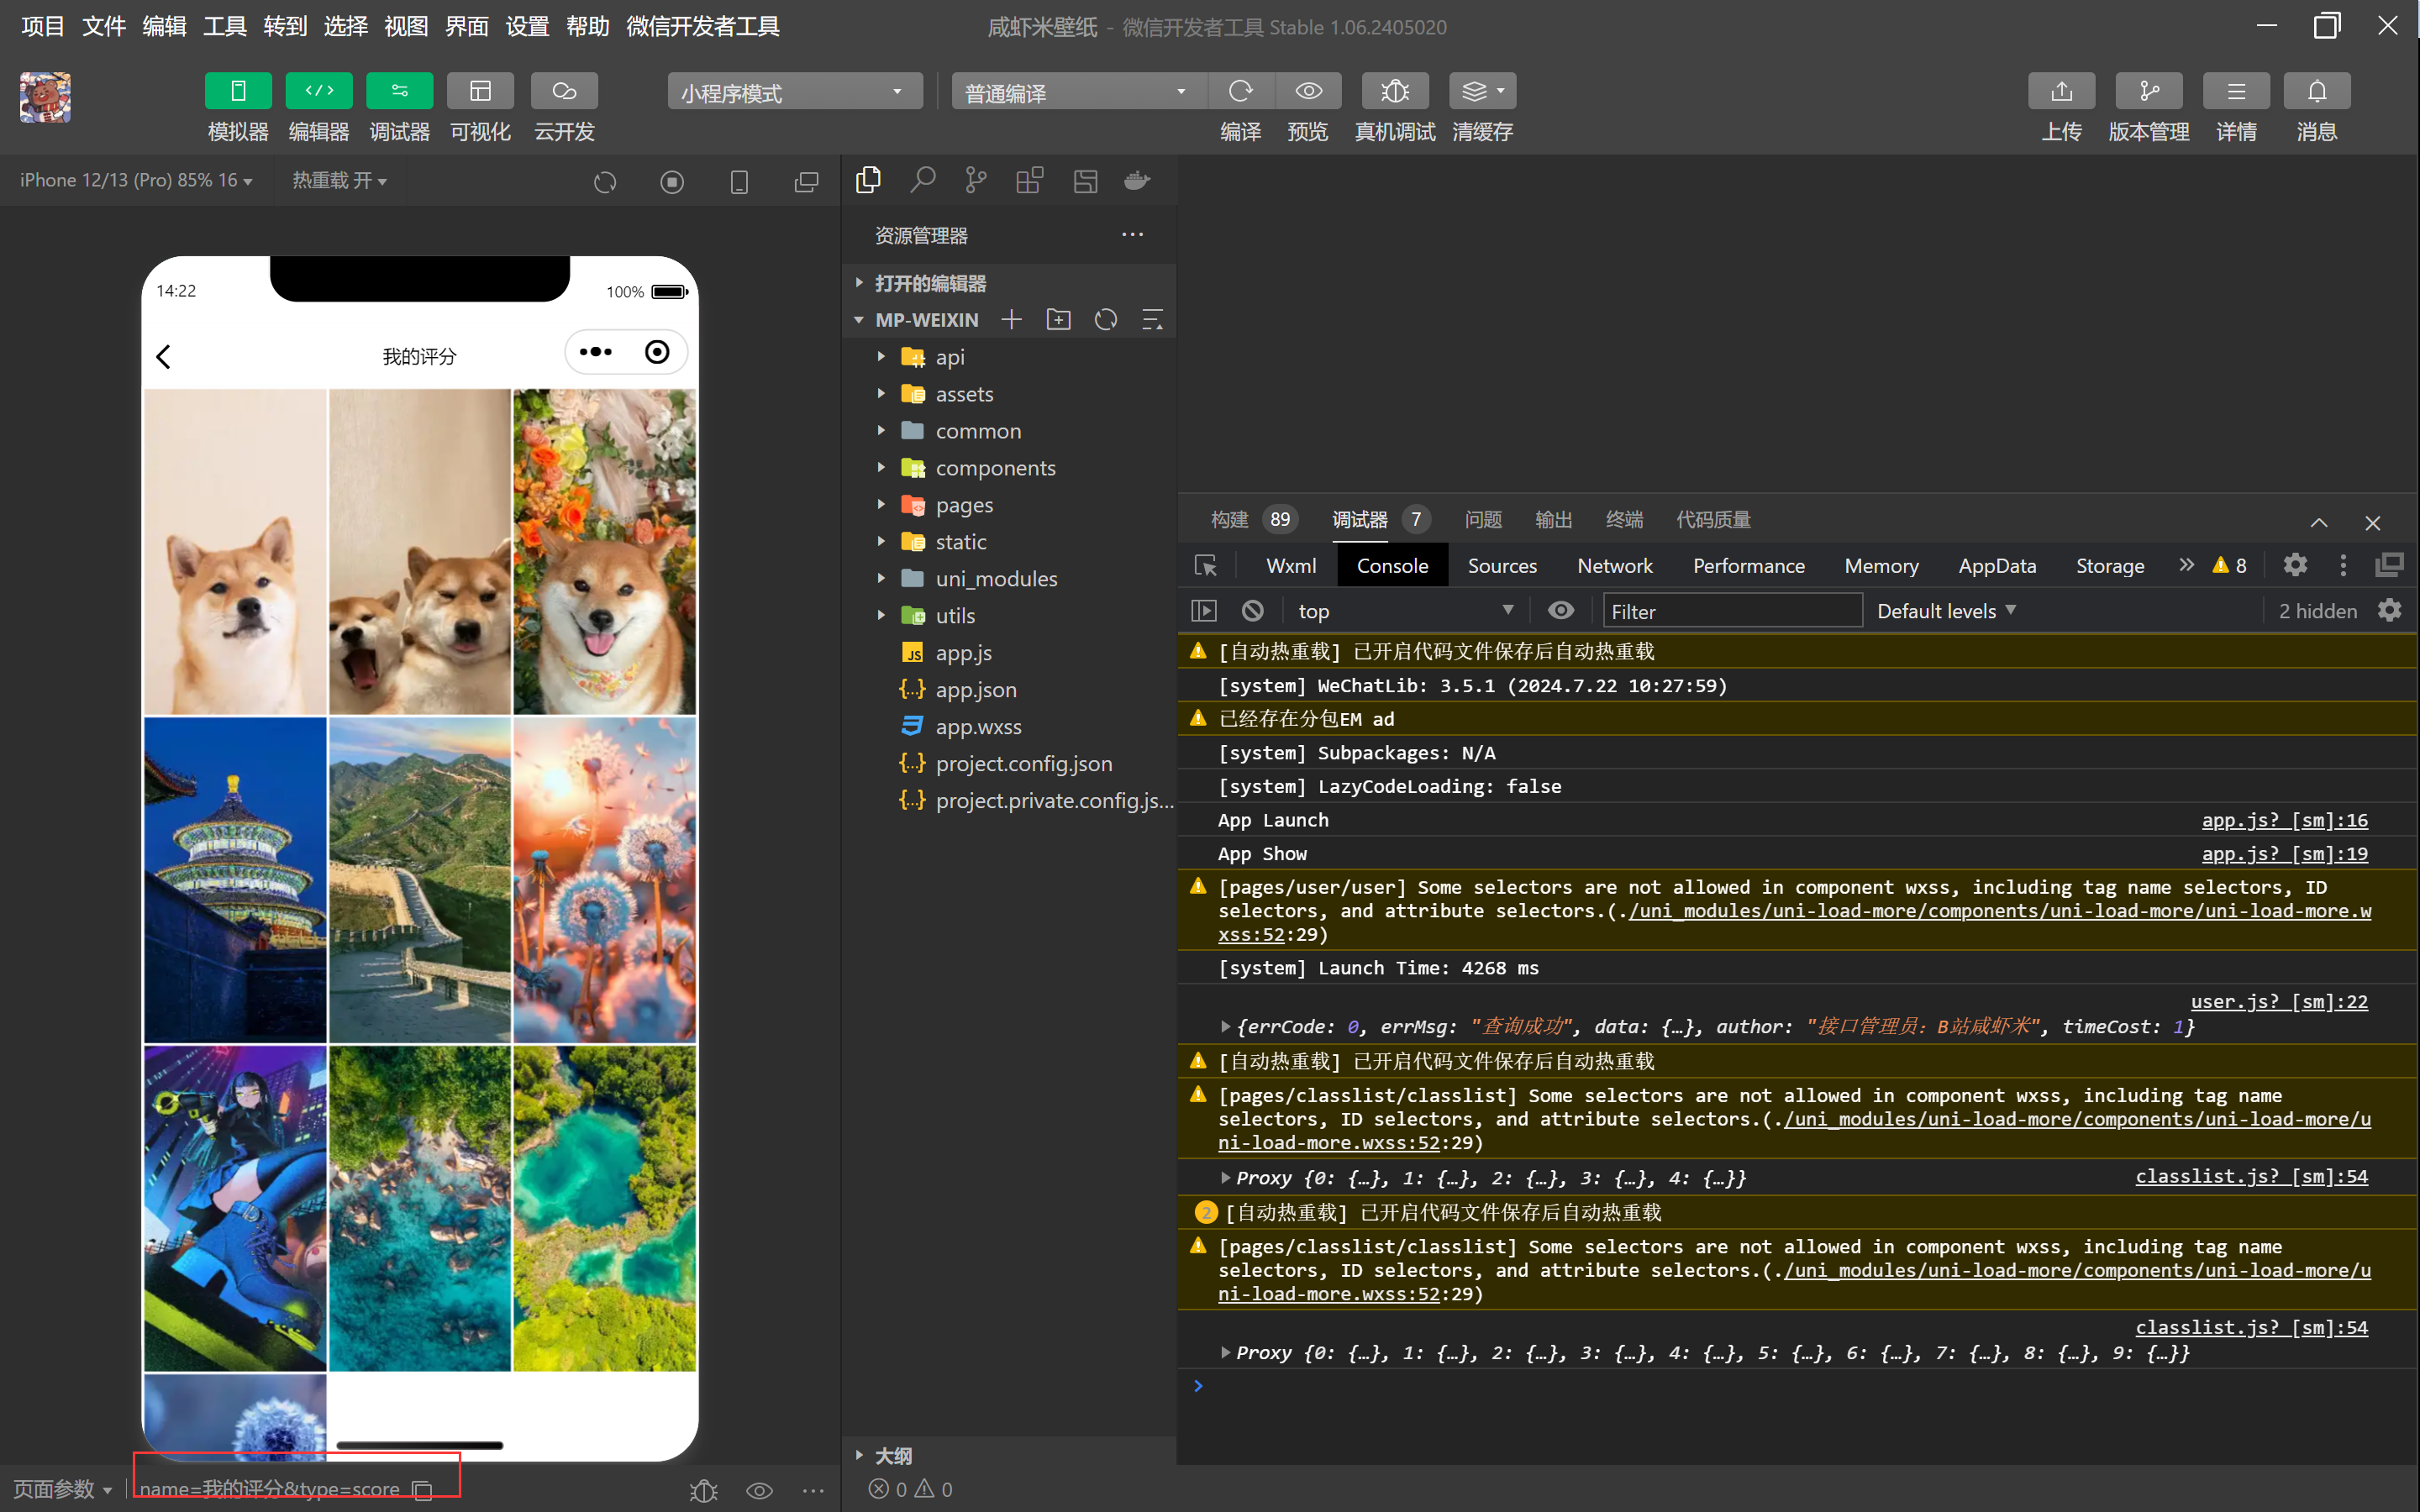 项目 文件 编辑 工具 转到 选择 视图 界面 设置 帮助 微信开发者工具
咸虾米壁纸 - 微信开发者工具 Stable 1.06.2405020
小程序模式
普通编译
模拟器 编辑器 调试器 可视化 云开发
编译 预览 真机调试 清缓存
上传 版本管理 详情 消息
iPhone 12/13 (Pro) 85% 16
热重载 开
14:22
100%
我的评分
页面参数
name=我的评分&type=score
资源管理器
打开的编辑器
MP-WEIXIN
api
assets
common
components
pages
static
uni_modules
utils
JS app.js
{..} app.json
app.wxss
{..} project.config.json
{..} project.private.config.js...
大纲
0 0
构建 89 调试器 7 问题 输出 终端 代码质量
Wxml Console Sources Network Performance Memory AppData Storage 8
top Filter Default levels 2 hidden
[自动热重载] 已开启代码文件保存后自动热重载
[system] WeChatLib: 3.5.1 (2024.7.22 10:27:59)
已经存在分包EM ad
[system] Subpackages: N/A
[system] LazyCodeLoading: false
App Launch app.js? [sm]:16
App Show app.js? [sm]:19
[pages/user/user] Some selectors are not allowed in component wxss, including tag name selectors, ID
selectors, and attribute selectors.(./uni_modules/uni-load-more/components/uni-load-more/uni-load-more.w
xss:52:29)
[system] Launch Time: 4268 ms
user.js? [sm]:22
{errCode: 0, errMsg: "查询成功", data: {…}, author: "接口管理员：B站咸虾米", timeCost: 1}
[自动热重载] 已开启代码文件保存后自动热重载
[pages/classlist/classlist] Some selectors are not allowed in component wxss, including tag name
selectors, ID selectors, and attribute selectors.(./uni_modules/uni-load-more/components/uni-load-more/u
ni-load-more.wxss:52:29)
Proxy {0: {…}, 1: {…}, 2: {…}, 3: {…}, 4: {…}} classlist.js? [sm]:54
2 [自动热重载] 已开启代码文件保存后自动热重载
[pages/classlist/classlist] Some selectors are not allowed in component wxss, including tag name
selectors, ID selectors, and attribute selectors.(./uni_modules/uni-load-more/components/uni-load-more/u
ni-load-more.wxss:52:29)
classlist.js? [sm]:54
Proxy {0: {…}, 1: {…}, 2: {…}, 3: {…}, 4: {…}, 5: {…}, 6: {…}, 7: {…}, 8: {…}, 9: {…}}